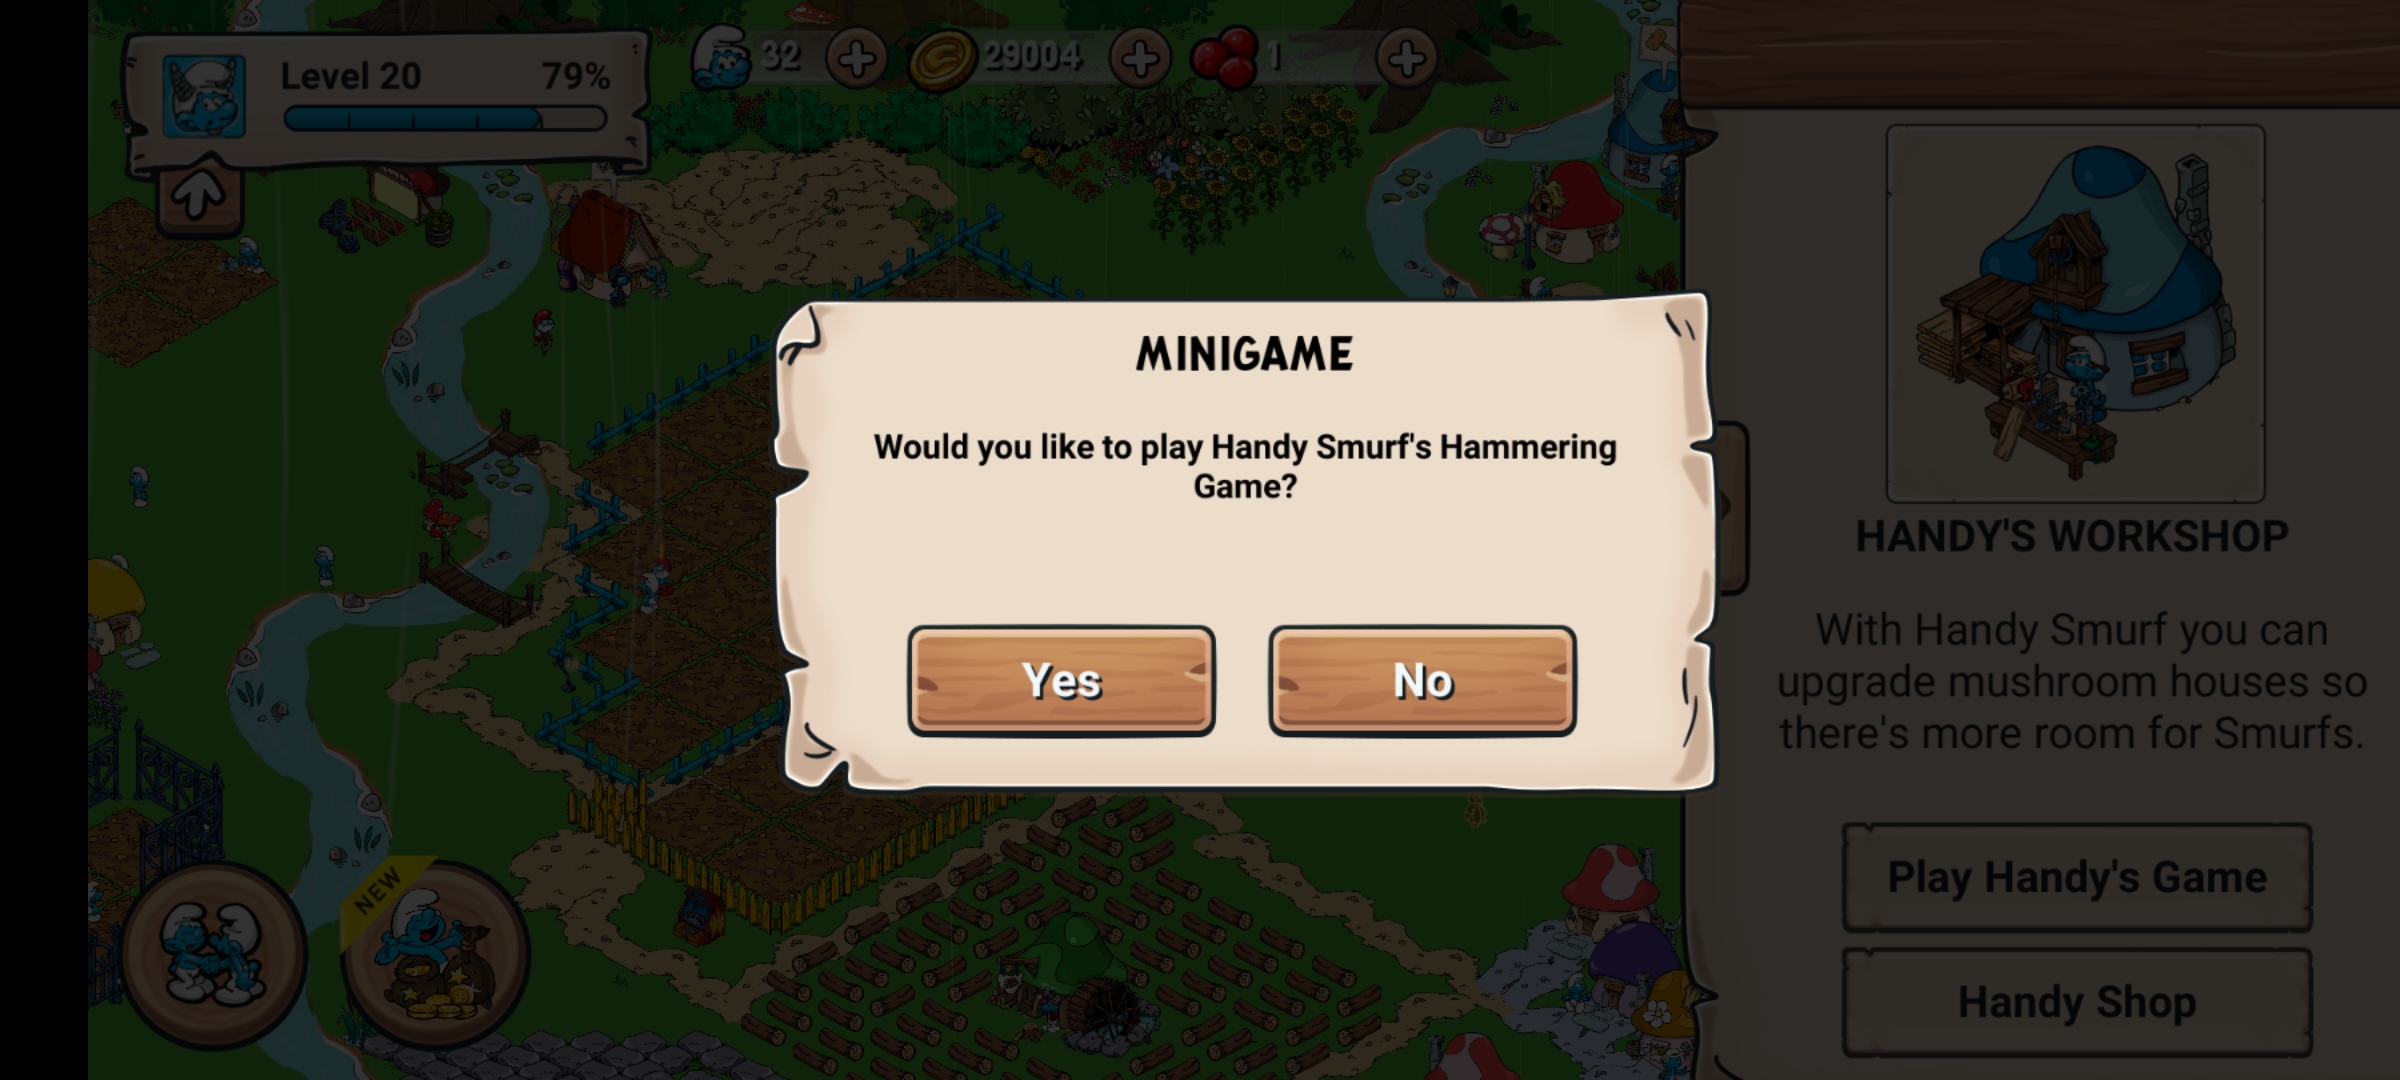 Level 20 79%
32
29004
1
MINIGAME
Would you like to play Handy Smurf's Hammering
Game?
Yes
No
HANDY'S WORKSHOP
With Handy Smurf you can
upgrade mushroom houses so
there's more room for Smurfs.
Play Handy's Game
Handy Shop
NEW